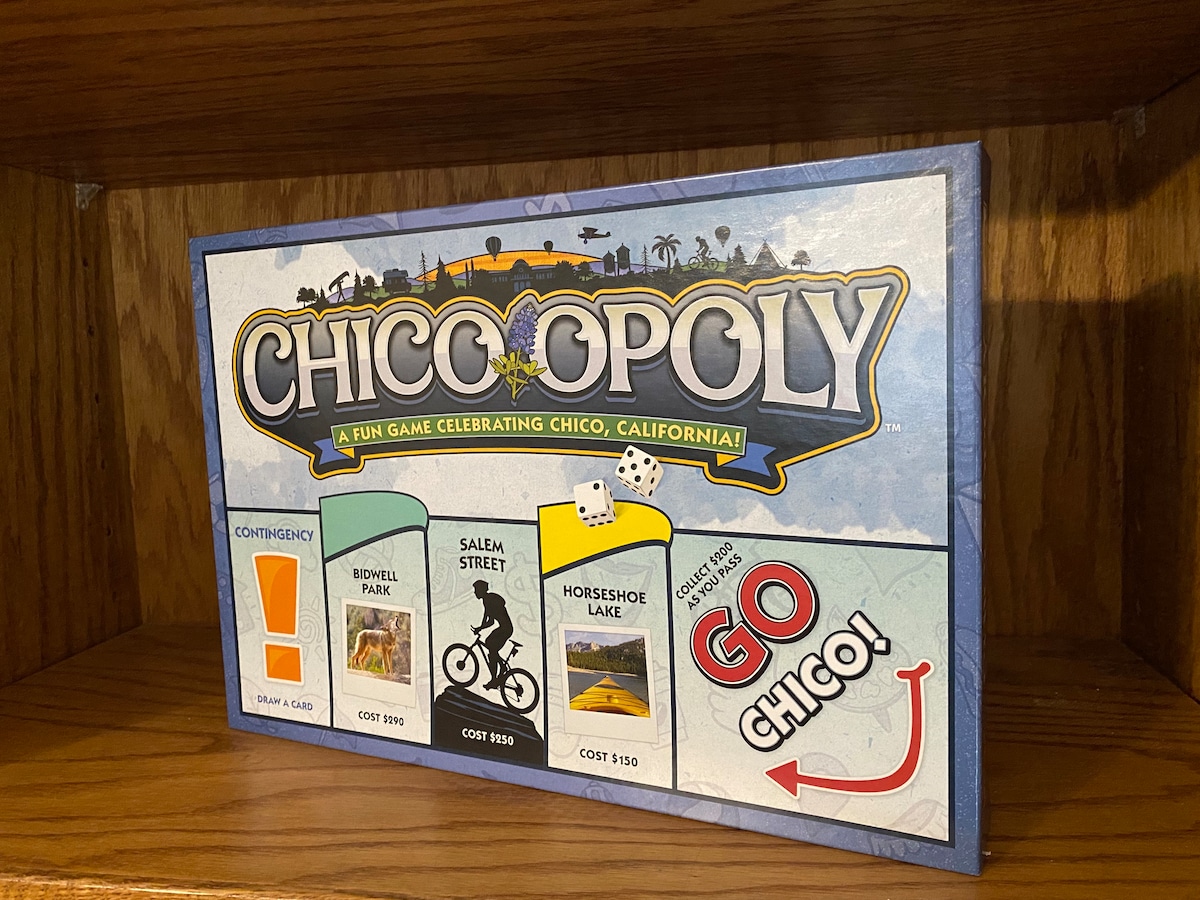 CHICO OPOLY
TM
A FUN GAME CELEBRATING CHICO, CALIFORNIA!
CONTINGENCY
!
DRAW A CARD
BIDWELL
PARK
COST $290
SALEM
STREET
COST $250
HORSESHOE
LAKE
COST $150
COLLECT $200
AS YOU PASS
GO
CHICO!